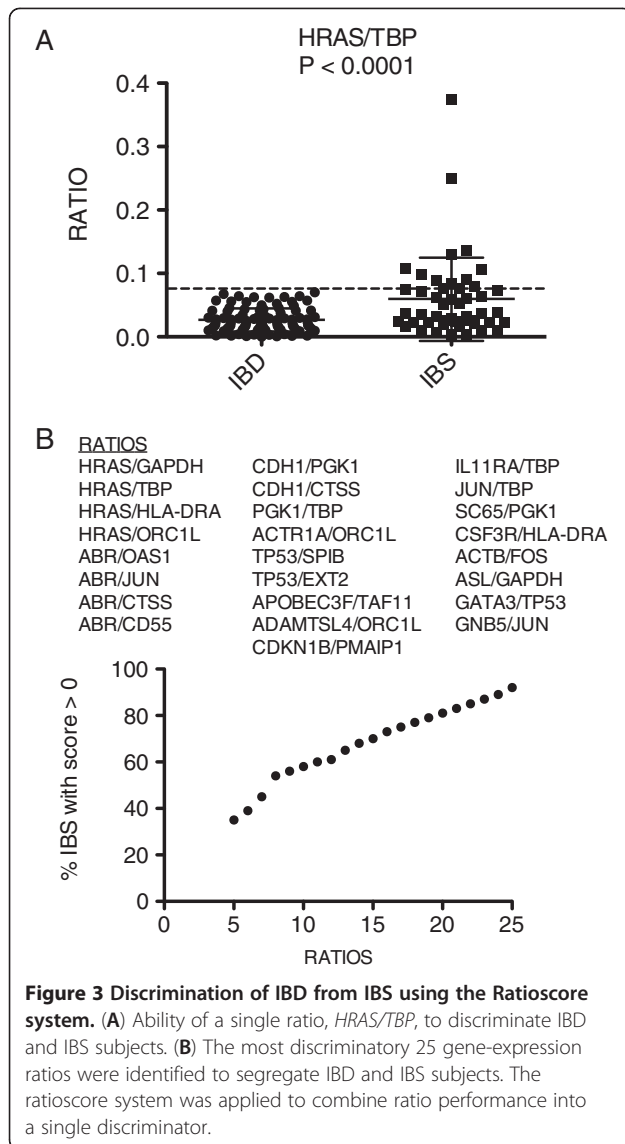 A
HRAS/TBP
P < 0.0001
RATIO
0.4
0.3
0.2
0.1
0.0
IBD
IBS
B
RATIOS
HRAS/GAPDH CDH1/PGK1 IL11RA/TBP
HRAS/TBP CDH1/CTSS JUN/TBP
HRAS/HLA-DRA PGK1/TBP SC65/PGK1
HRAS/ORC1L ACTR1A/ORC1L CSF3R/HLA-DRA
ABR/OAS1 TP53/SPIB ACTB/FOS
ABR/JUN TP53/EXT2 ASL/GAPDH
ABR/CTSS APOBEC3F/TAF11 GATA3/TP53
ABR/CD55 ADAMTSL4/ORC1L GNB5/JUN
CDKN1B/PMAIP1
% IBS with score > 0
100
80
60
40
20
0
0 5 10 15 20 25
RATIOS
Figure 3 Discrimination of IBD from IBS using the Ratioscore
system. (A) Ability of a single ratio, HRAS/TBP, to discriminate IBD
and IBS subjects. (B) The most discriminatory 25 gene-expression
ratios were identified to segregate IBD and IBS subjects. The
ratioscore system was applied to combine ratio performance into
a single discriminator.